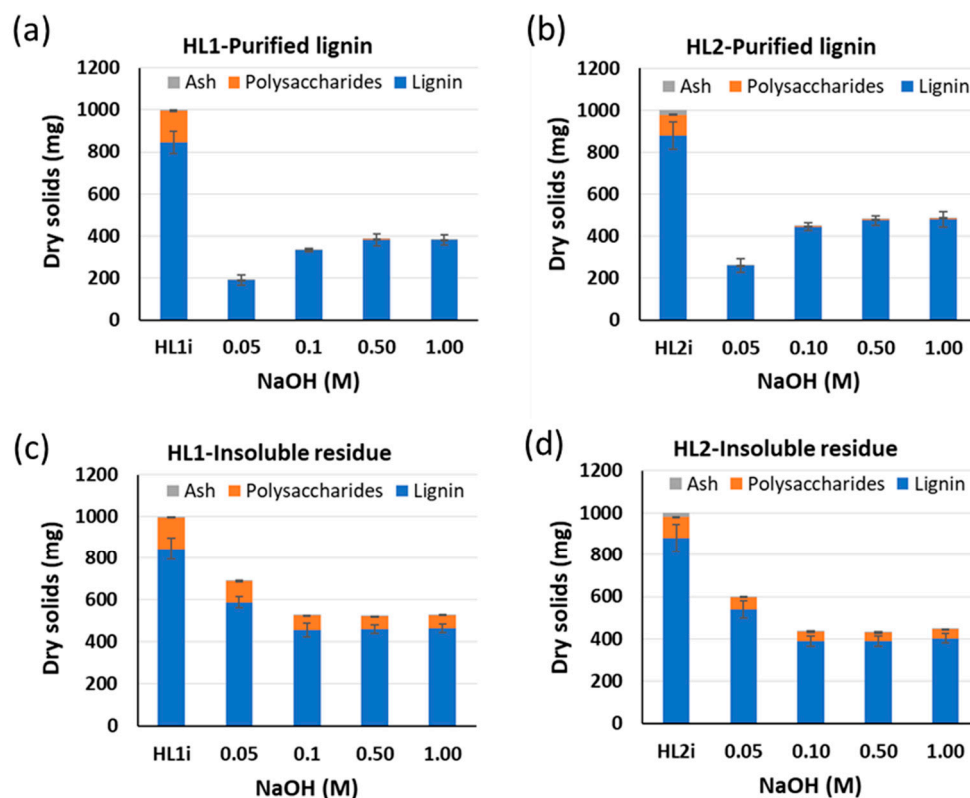 (a)
HL1-Purified lignin
Ash Polysaccharides Lignin
Dry solids (mg)
1200
1000
800
600
400
200
0
HL1i 0.05 0.1 0.50 1.00
NaOH (M)
(b)
HL2-Purified lignin
Ash Polysaccharides Lignin
Dry solids (mg)
1200
1000
800
600
400
200
0
HL2i 0.05 0.10 0.50 1.00
NaOH (M)
(c)
HL1-Insoluble residue
Ash Polysaccharides Lignin
Dry solids (mg)
1200
1000
800
600
400
200
0
HL1i 0.05 0.1 0.50 1.00
NaOH (M)
(d)
HL2-Insoluble residue
Ash Polysaccharides Lignin
Dry solids (mg)
1200
1000
800
600
400
200
0
HL2i 0.05 0.10 0.50 1.00
NaOH (M)